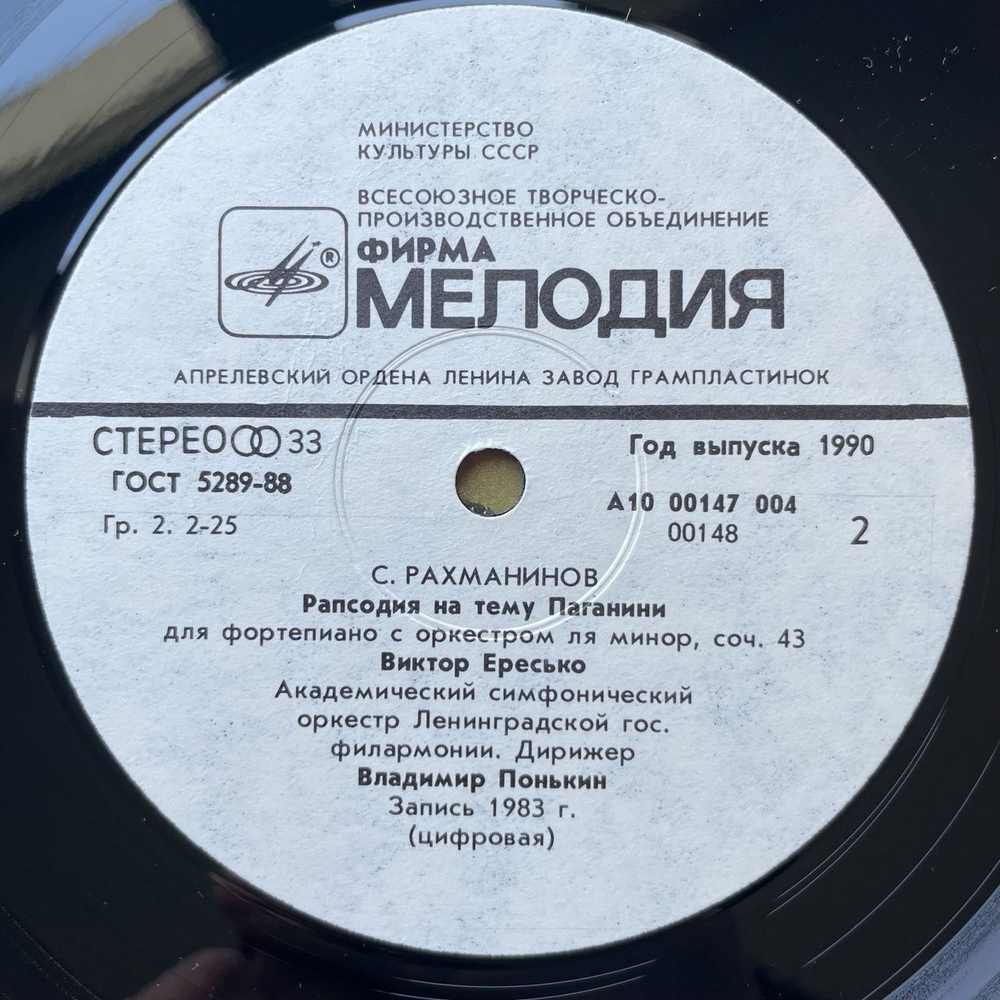 МИНИСТЕРСТВО
КУЛЬТУРЫ СССР
ВСЕСОЮЗНОЕ ТВОРЧЕСКО-
ПРОИЗВОДСТВЕННОЕ ОБЪЕДИНЕНИЕ
ФИРМА
®
МЕЛОДИЯ
АПРЕЛЕВСКИЙ ОРДЕНА ЛЕНИНА ЗАВОД ГРАМПЛАСТИНОК
СТЕРЕО 33
Год выпуска 1990
ГОСТ 5289-88
А10 00147 004
Гр. 2. 2-25
00148 2
С. РАХМАНИНОВ
Рапсодия на тему Паганини
для фортепиано с оркестром ля минор, соч. 43
Виктор Ересько
Академический симфонический
оркестр Ленинградской гос.
филармонии. Дирижер
Владимир Понькин
Запись 1983 г.
(цифровая)